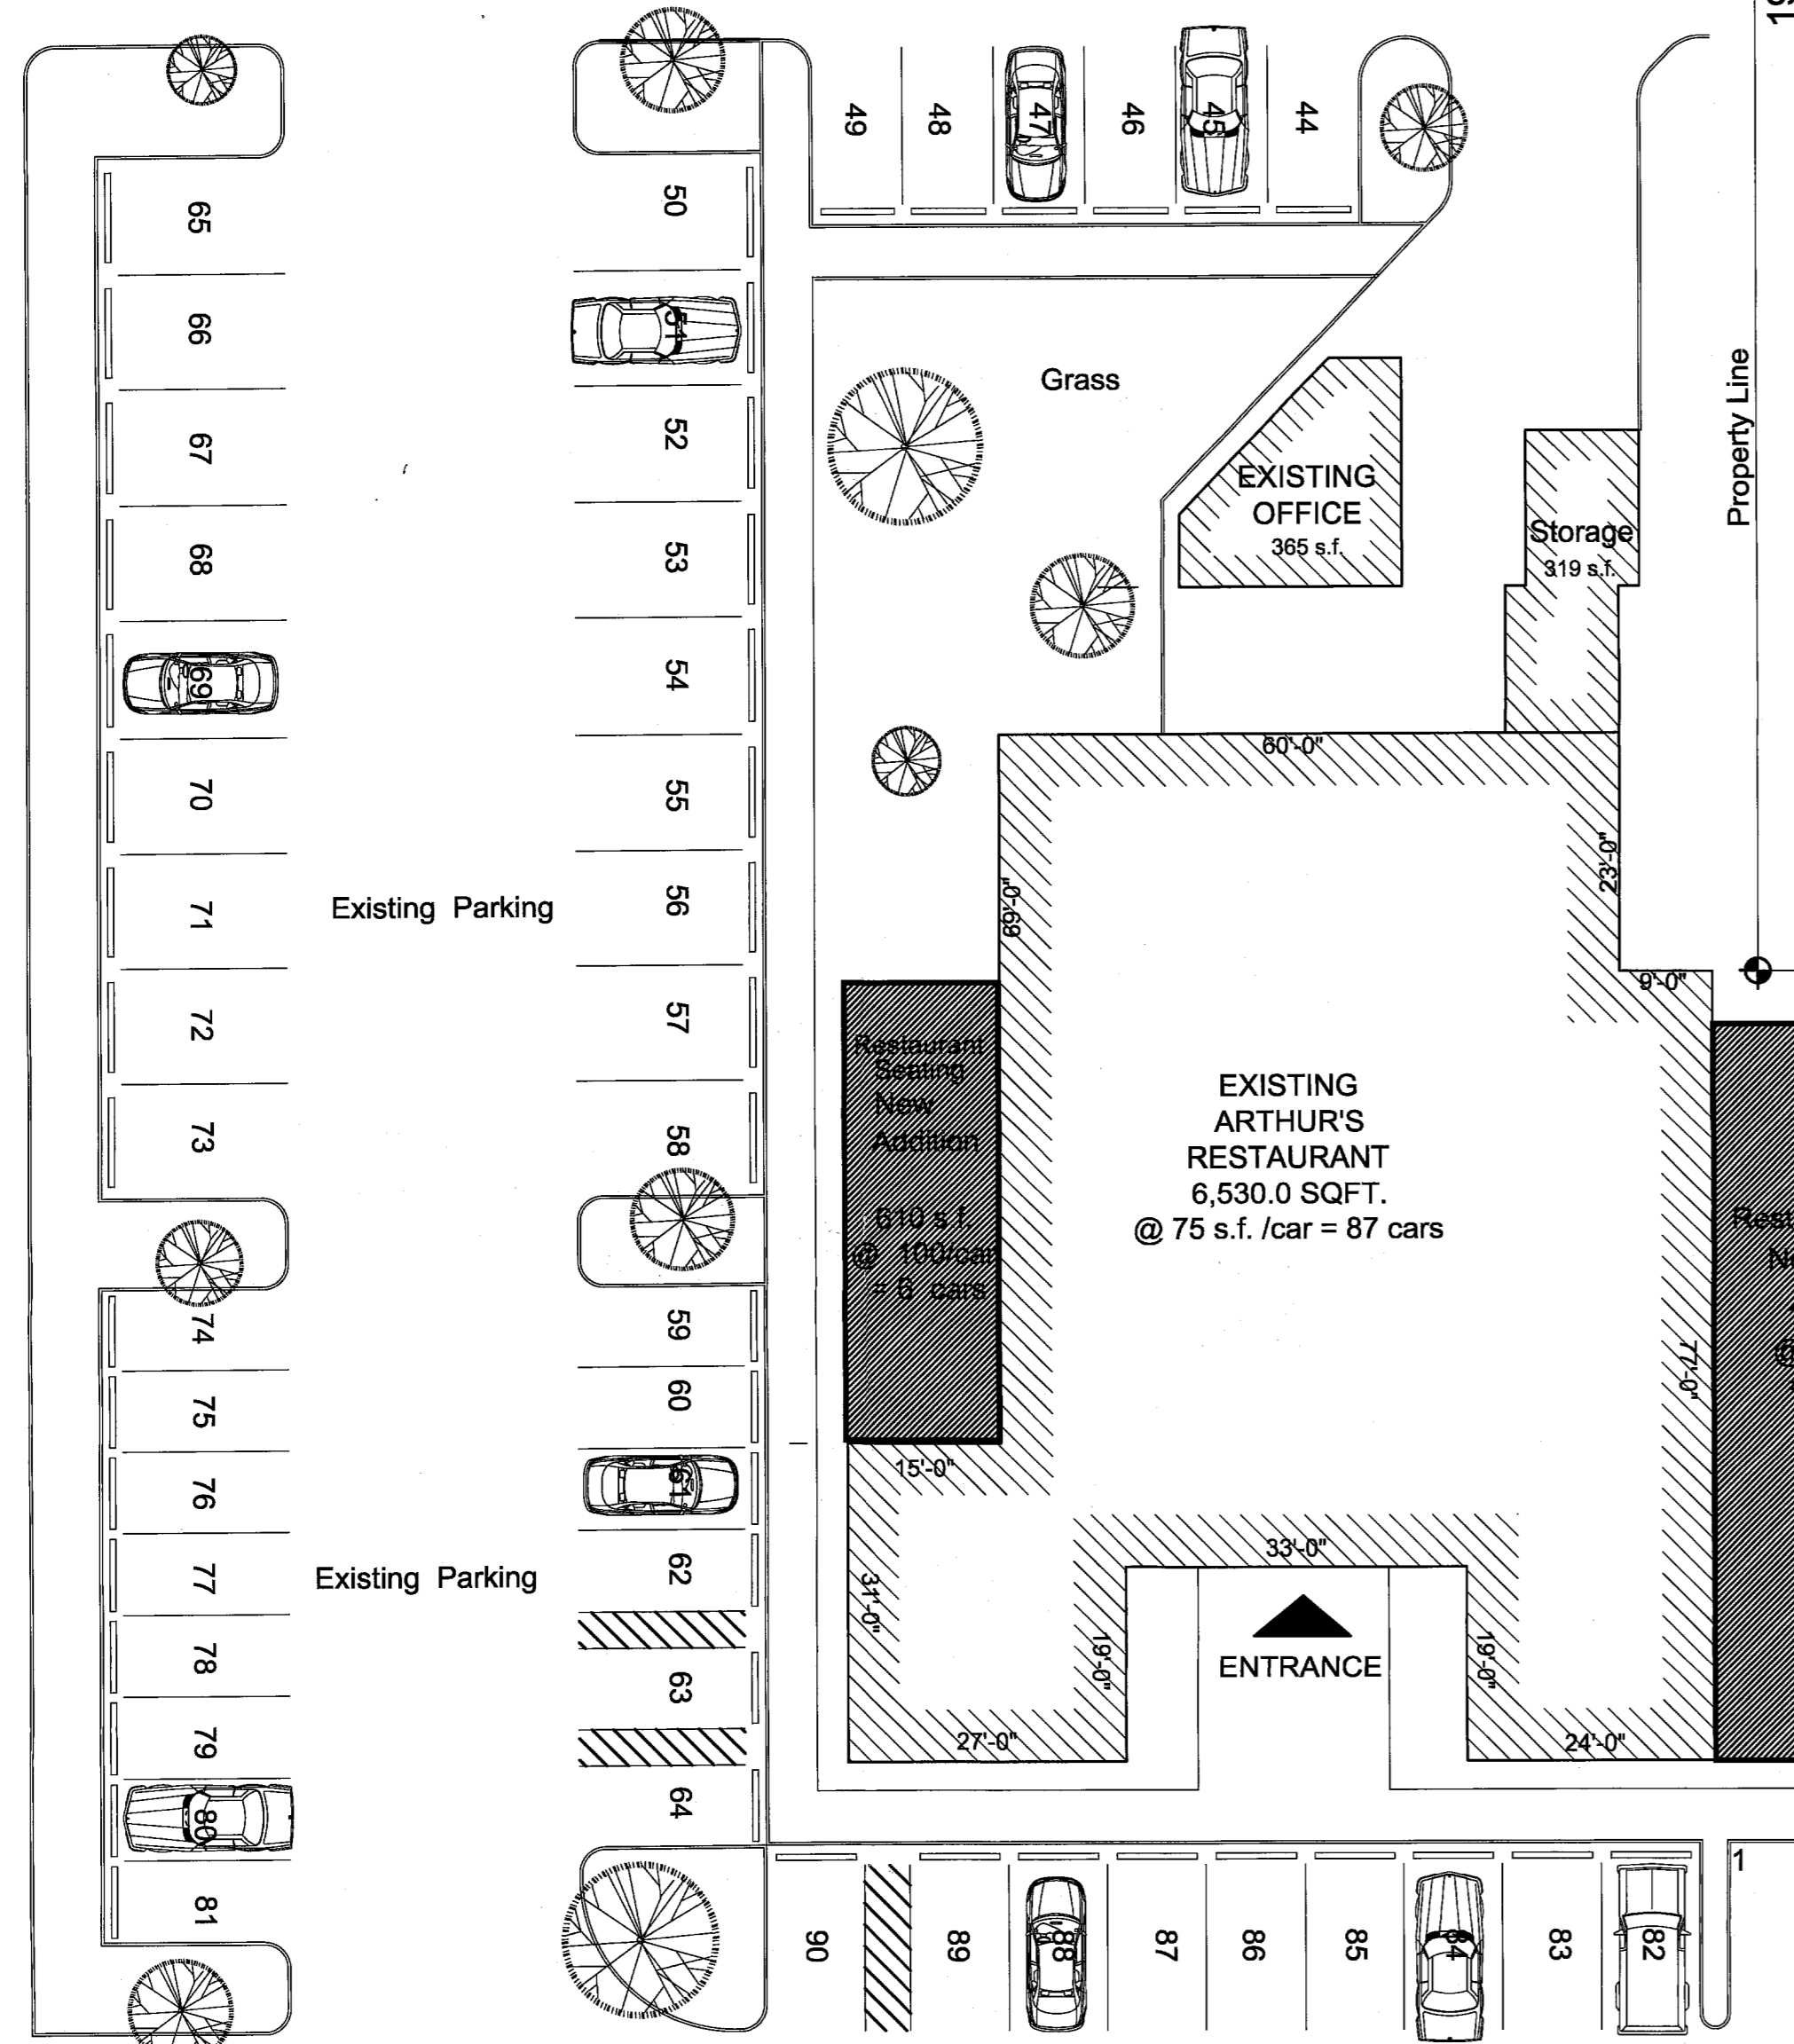 19
49
48
47
46
45
44
65
50
66
51
67
52
68
53
69
54
70
55
71
56
72
57
73
58
74
59
75
60
76
61
77
62
78
63
79
64
80
81
Grass
EXISTING
OFFICE
365 s.f.
Storage
319 s.f.
Property Line
60'-0"
23'-0"
69'-0"
9'-0"
Existing Parking
Restaurant
Seating
New
Addition
610 s.f.
@ 100/car
= 6 cars
EXISTING
ARTHUR'S
RESTAURANT
6,530.0 SQFT.
@ 75 s.f. /car = 87 cars
Rest
N
@
77'-0"
15'-0"
33'-0"
31'-0"
19'-0"
19'-0"
Existing Parking
ENTRANCE
27'-0"
24'-0"
1
90
89
88
87
86
85
84
83
82